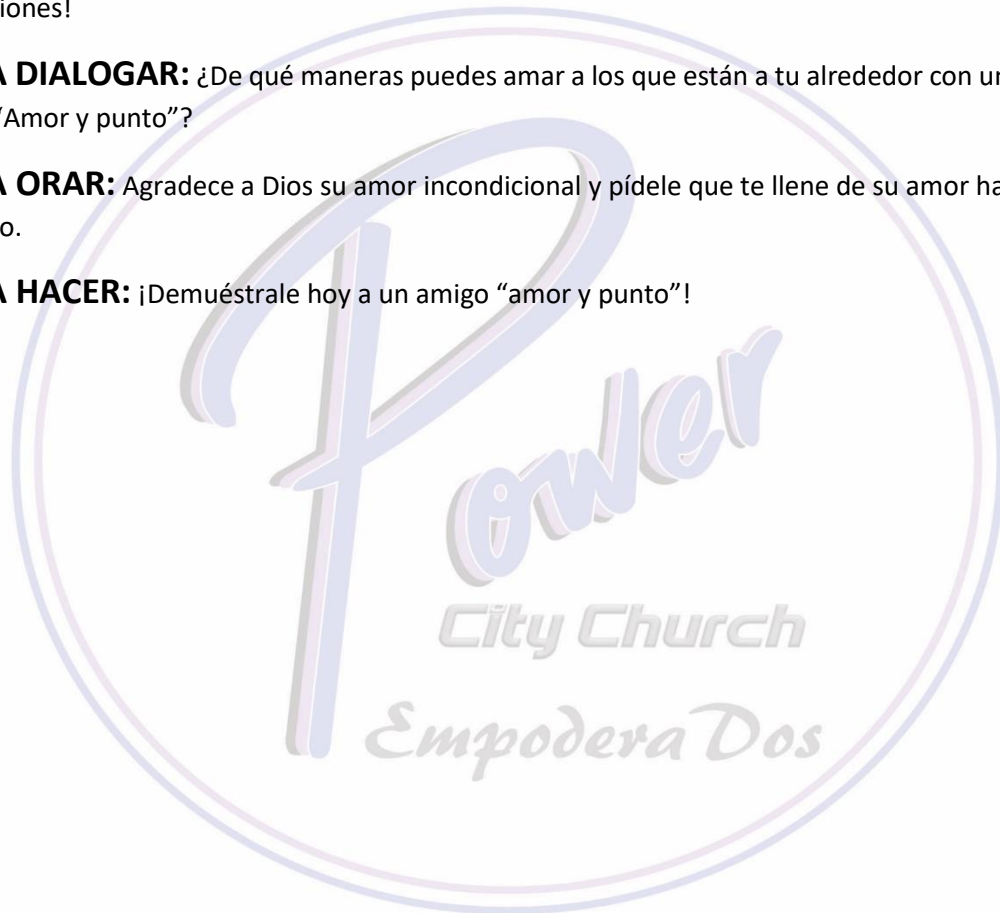 iones!
A DIALOGAR: ¿De qué maneras puedes amar a los que están a tu alrededor con un
“Amor y punto”?
A ORAR: Agradece a Dios su amor incondicional y pídele que te llene de su amor ha
o.
A HACER: ¡Demuéstrale hoy a un amigo “amor y punto”!
Power
City Church
EmpoderaDos